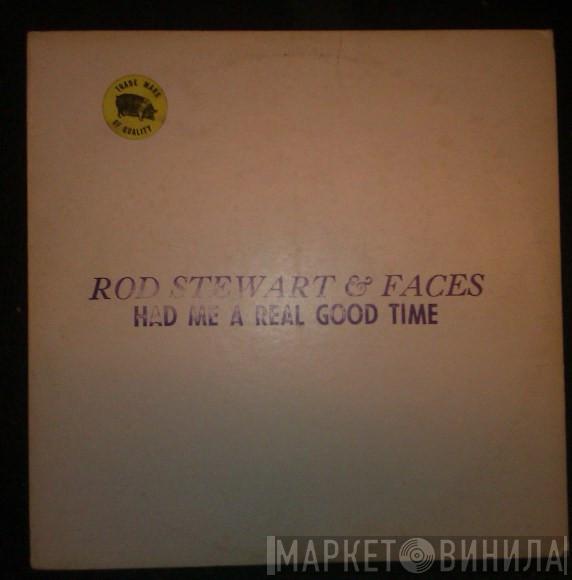 TRADE MARK
OF QUALITY
ROD STEWART & FACES
HAD ME A REAL GOOD TIME
МАРКЕТ ВИНИЛА